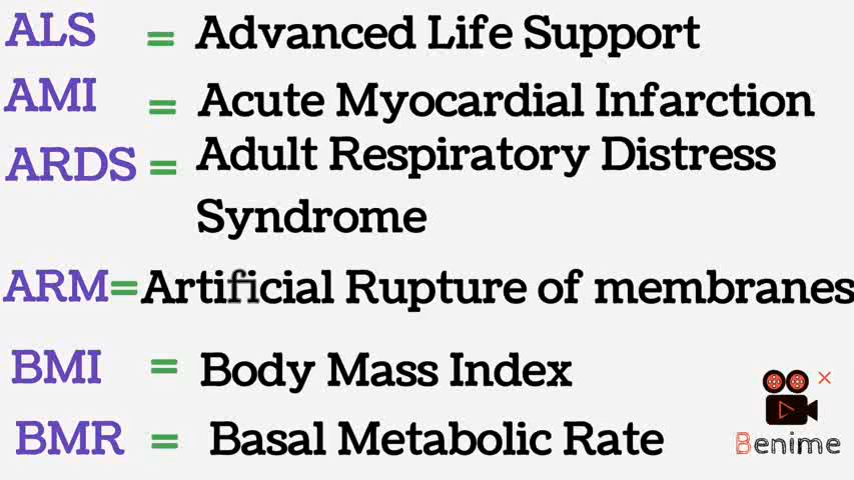 ALS = Advanced Life Support
AMI = Acute Myocardial Infarction
ARDS = Adult Respiratory Distress
Syndrome
ARM=Artificial Rupture of membranes
BMI = Body Mass Index
BMR = Basal Metabolic Rate
Benime